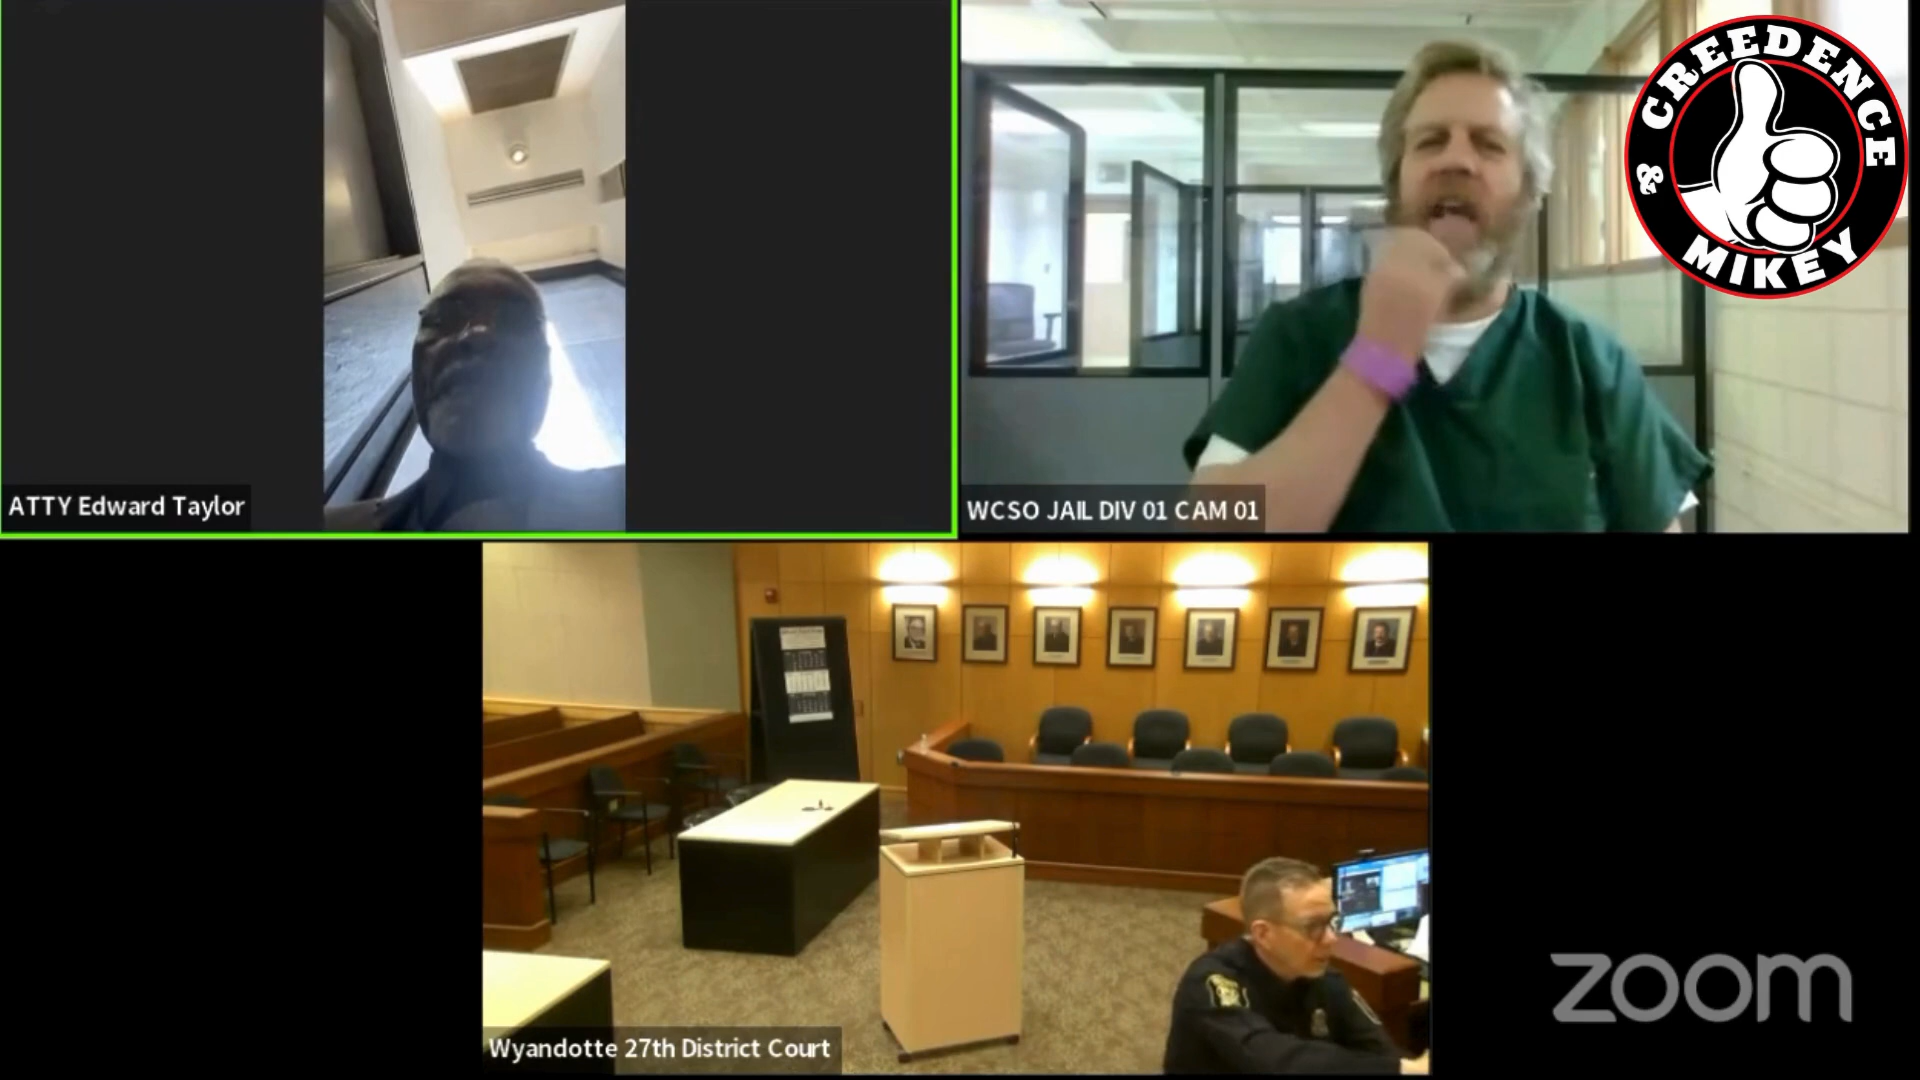 CREEDENCE
& MIKEY
ATTY Edward Taylor
WCSO JAIL DIV 01 CAM 01
Wyandotte 27th District Court
zoom